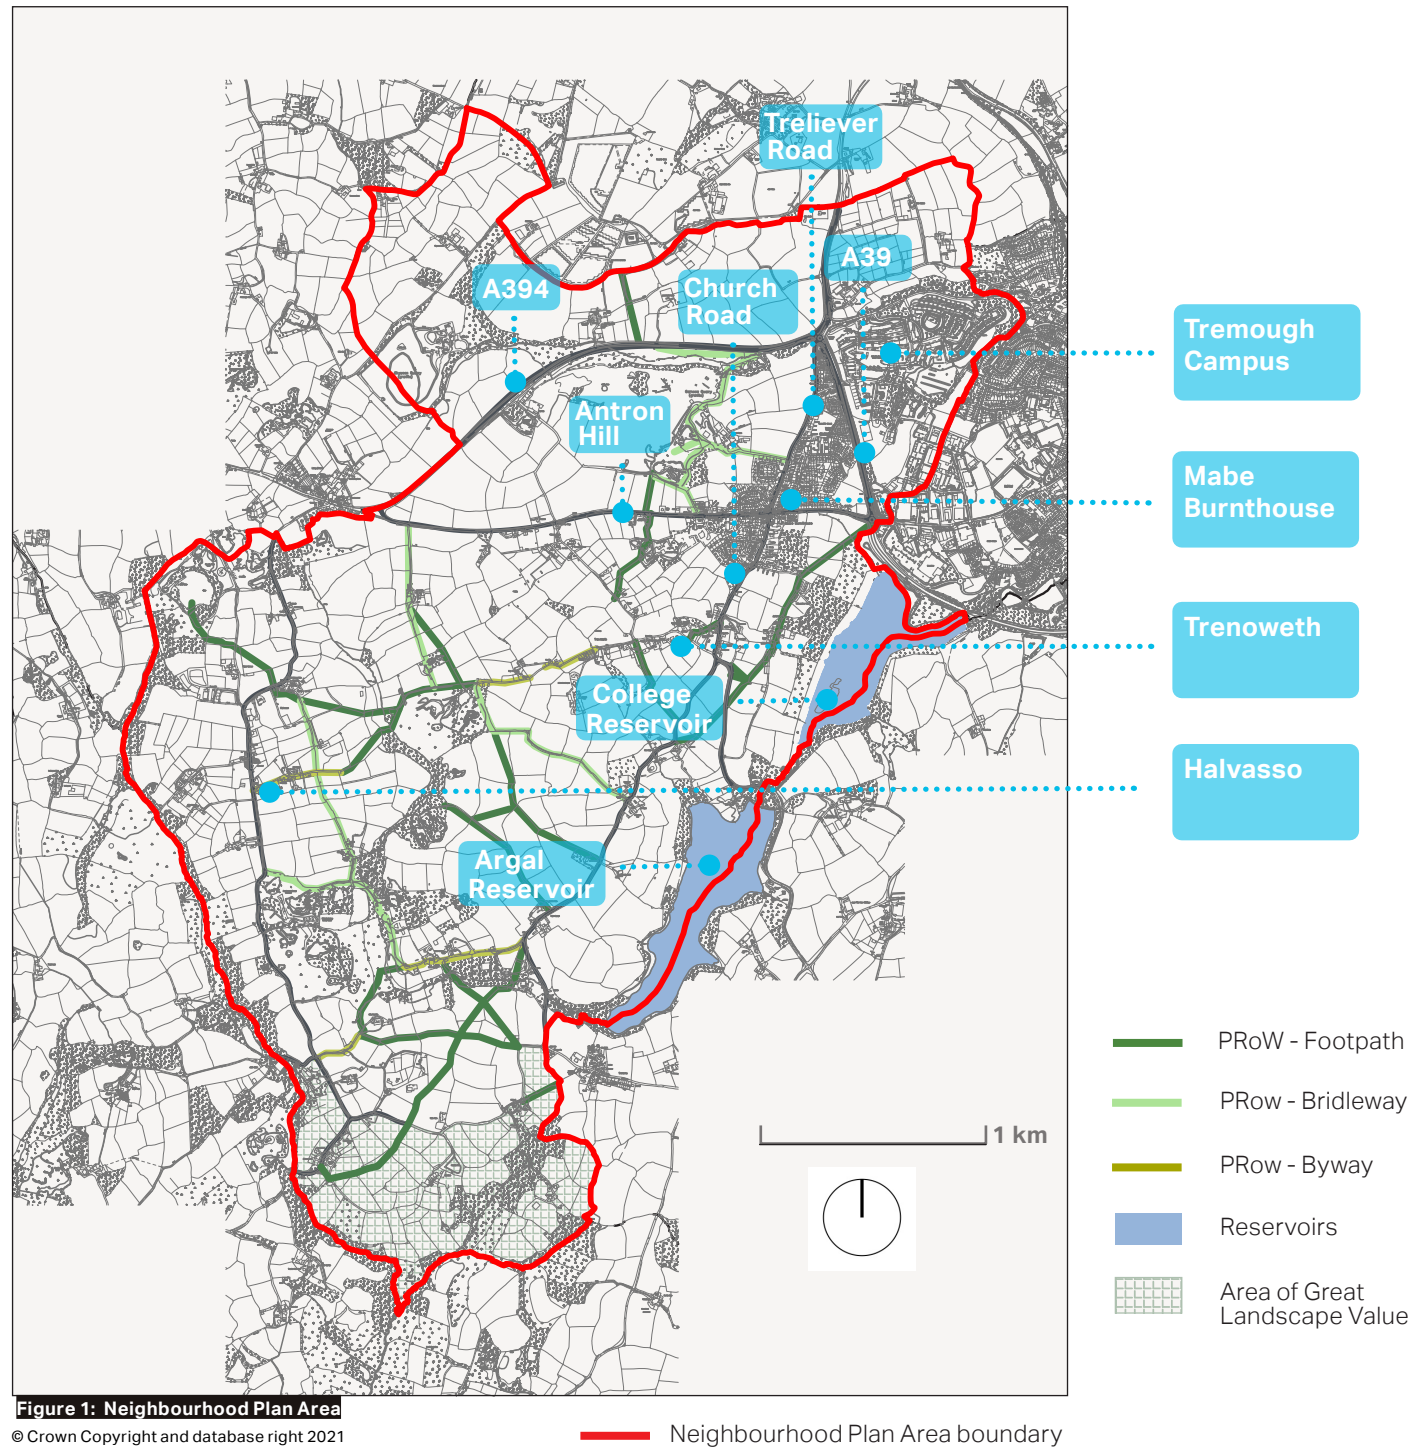 Treliever
Road
A39
A394
Church
Road
Tremough
Campus
Antron
Hill
Mabe
Burnthouse
Trenoweth
College
Reservoir
Halvasso
Argal
Reservoir
PRoW - Footpath
PRow - Bridleway
1 km
PRow - Byway
Reservoirs
Area of Great
Landscape Value
Figure 1: Neighbourhood Plan Area
© Crown Copyright and database right 2021
Neighbourhood Plan Area boundary